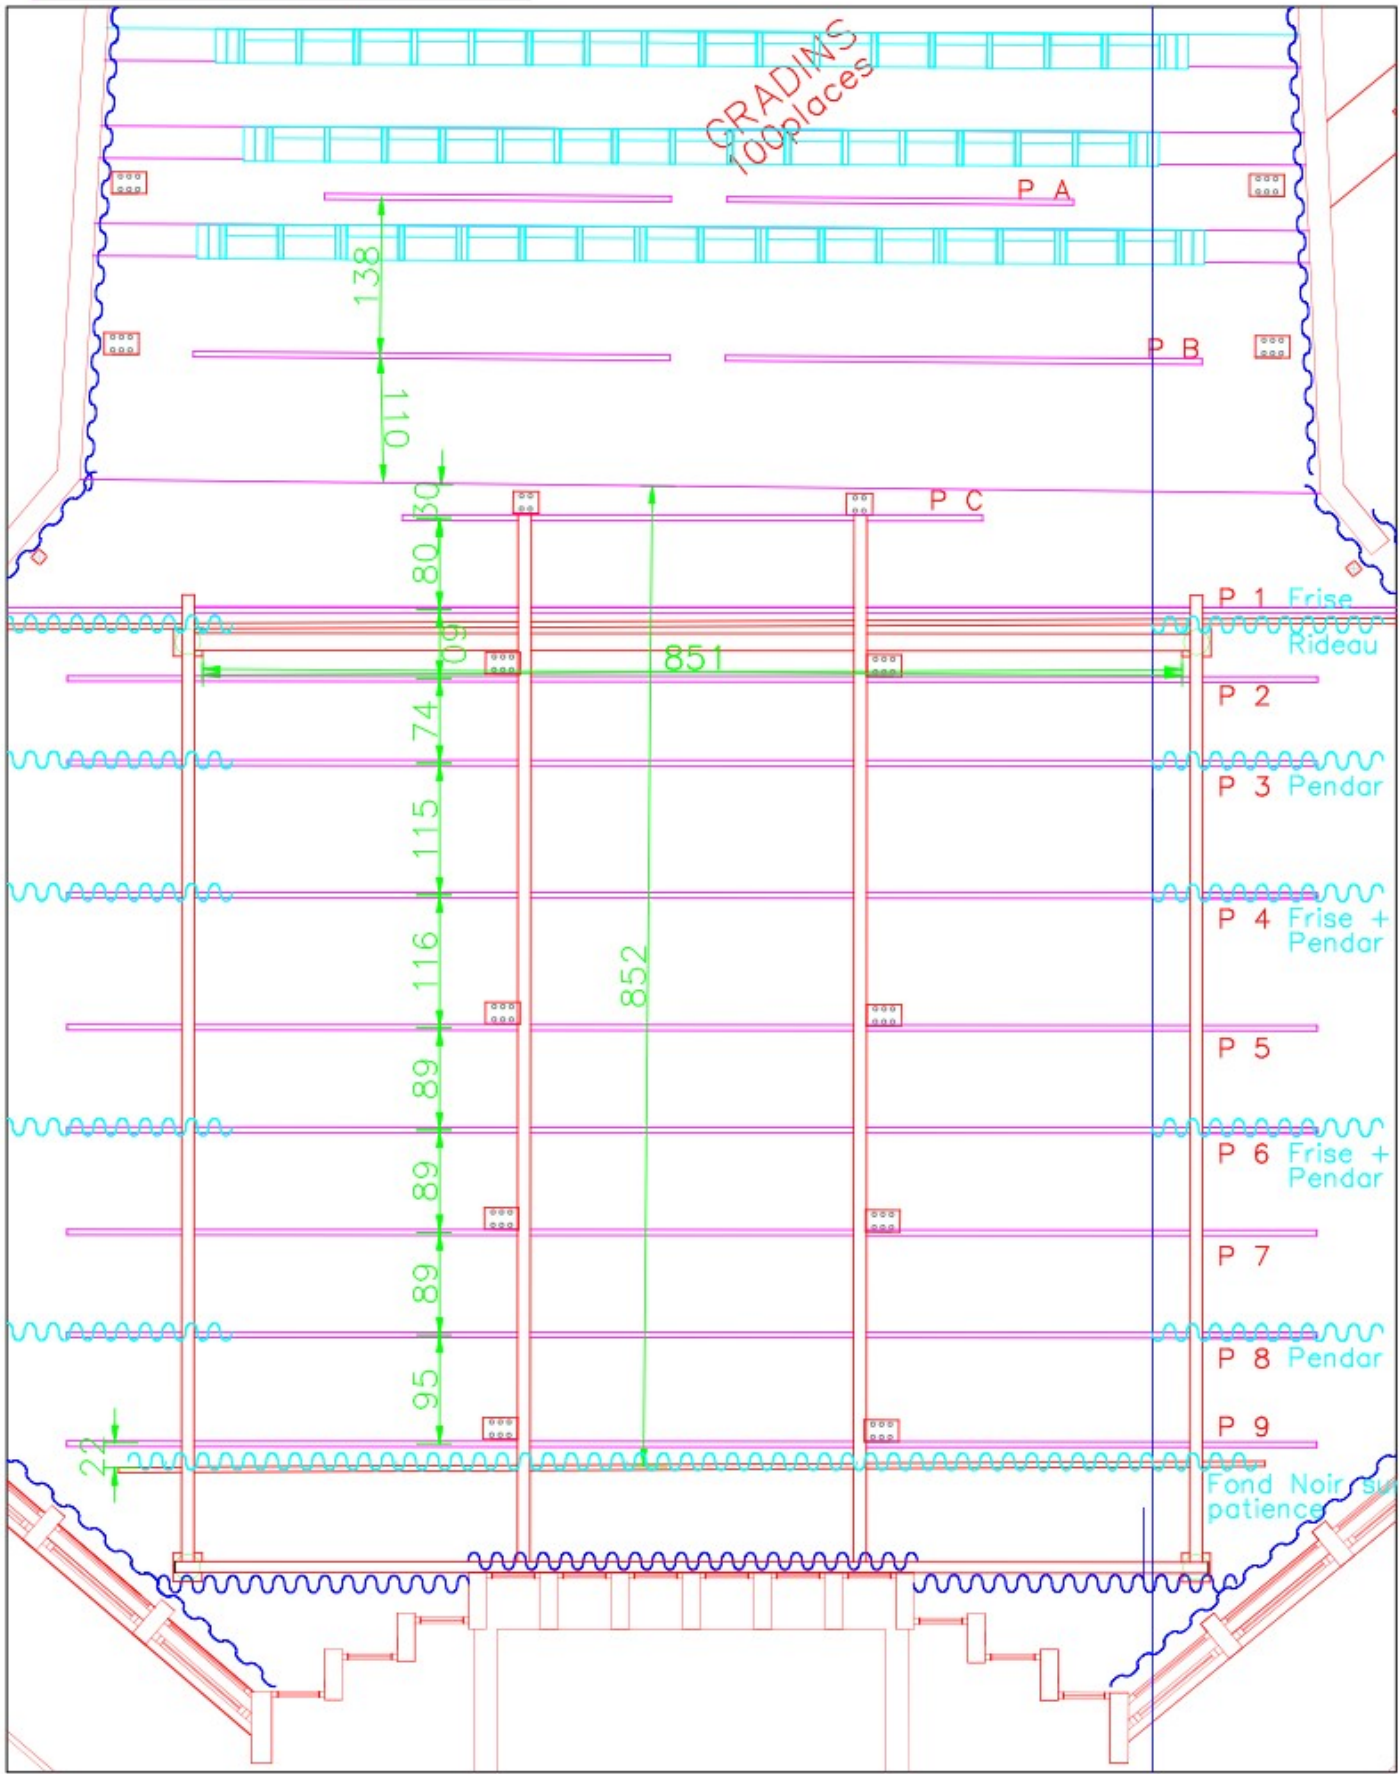 GRADINS
100places
P A
138
P B
110
30
P C
80
P 1 Frise
Rideau
60
851
P 2
74
P 3 Pendar
115
P 4 Frise +
Pendar
116
852
P 5
89
P 6 Frise +
Pendar
89
P 7
89
P 8 Pendar
95
P 9
22
Fond Noir su
patience